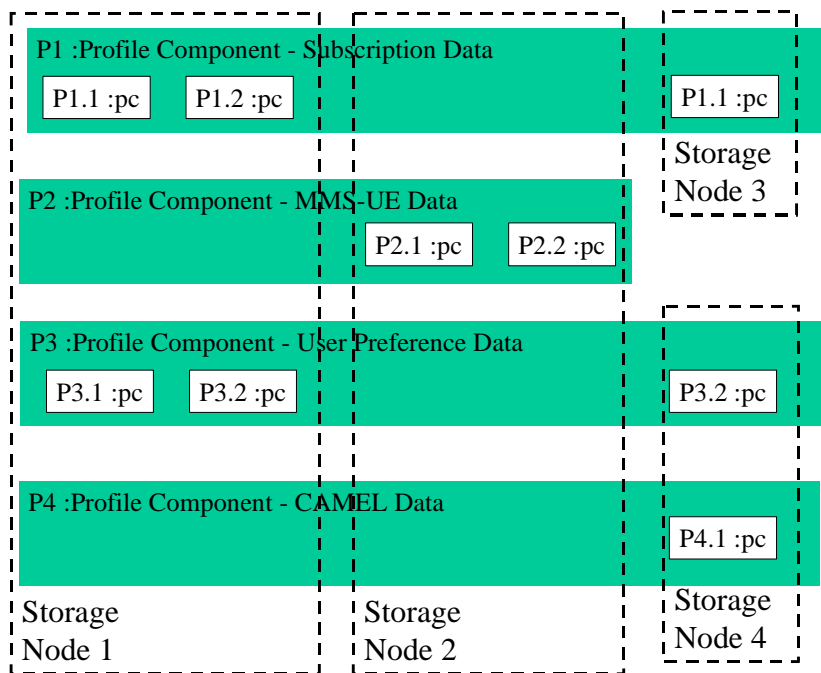 P1 :Profile Component - Subscription Data
P1.1 :pc
P1.2 :pc
P1.1 :pc
Storage
Node 3
P2 :Profile Component - MMS-UE Data
P2.1 :pc
P2.2 :pc
P3 :Profile Component - User Preference Data
P3.1 :pc
P3.2 :pc
P3.2 :pc
P4 :Profile Component - CAMEL Data
P4.1 :pc
Storage
Node 1
Storage
Node 2
Storage
Node 4